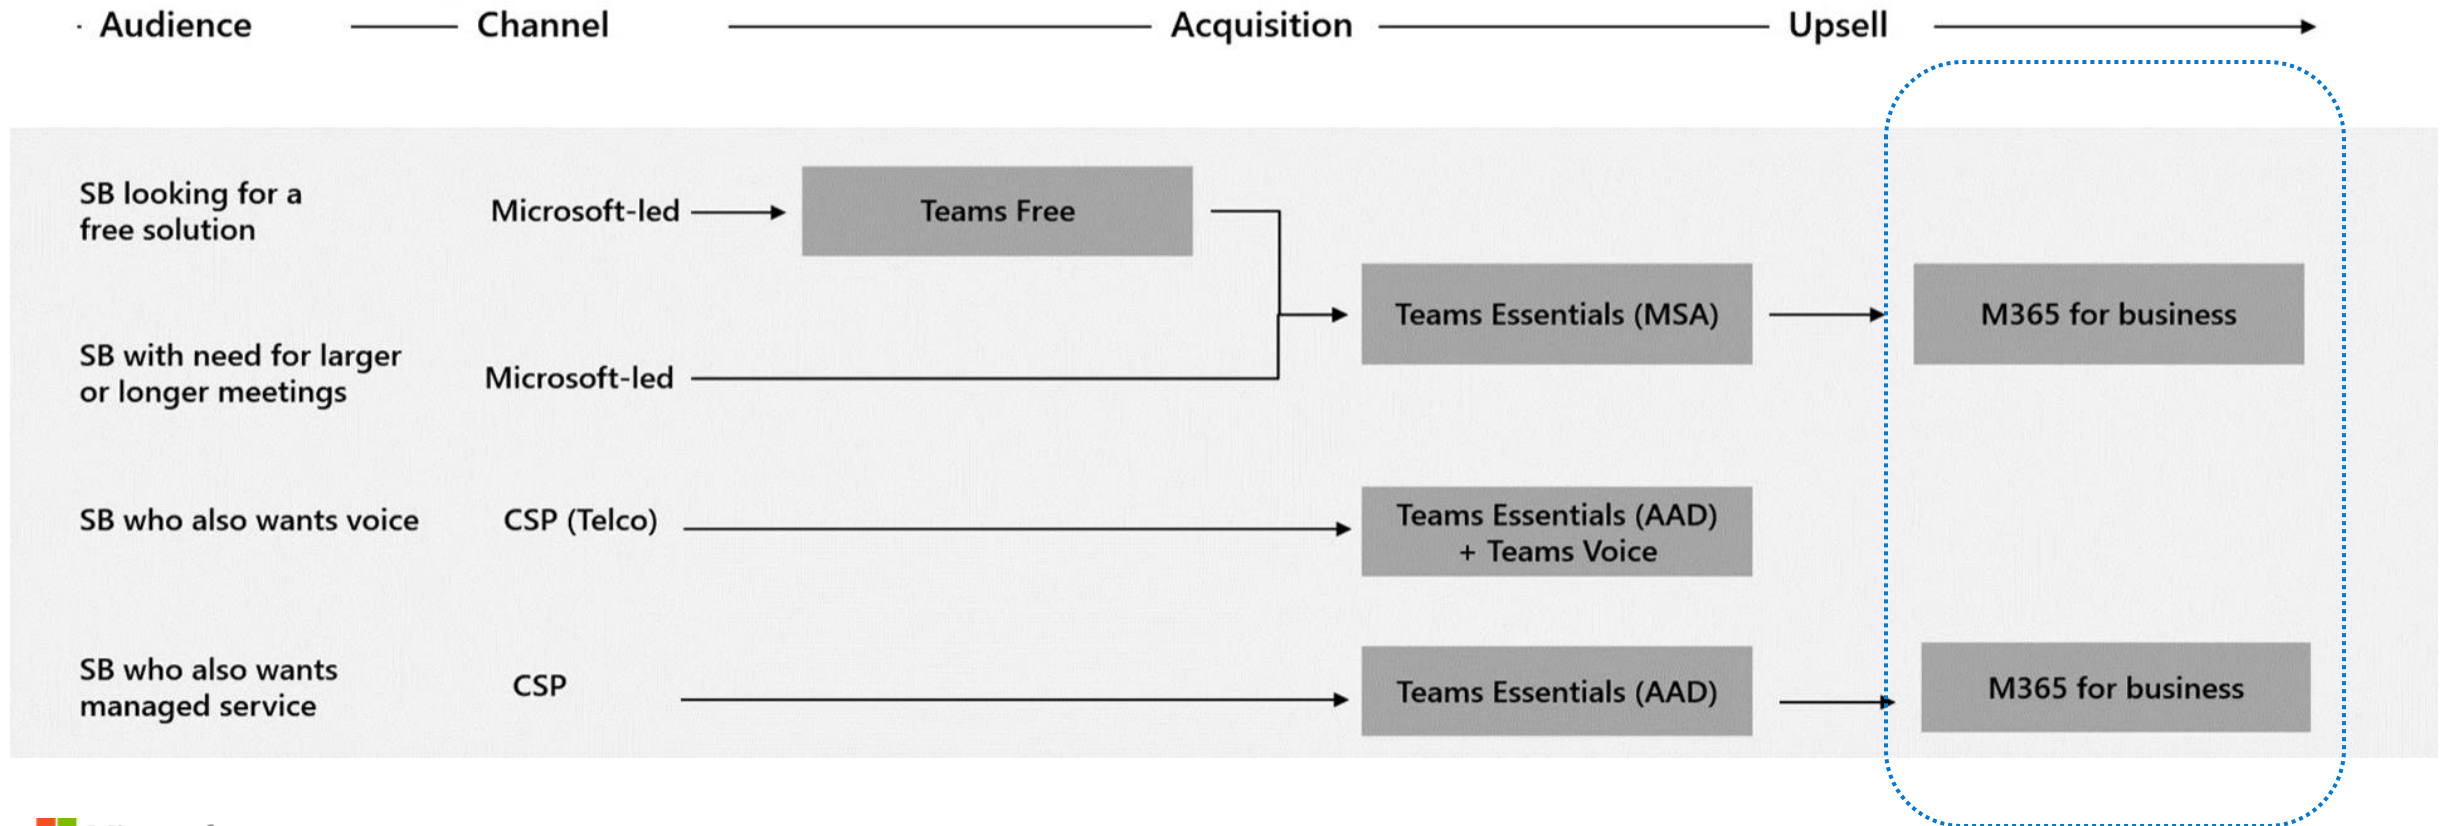 Audience
Channel
Acquisition
Upsell
SB looking for a
free solution
Microsoft-led
Teams Free
Teams Essentials (MSA)
M365 for business
SB with need for larger
or longer meetings
Microsoft-led
SB who also wants voice
CSP (Telco)
Teams Essentials (AAD)
+ Teams Voice
SB who also wants
managed service
CSP
Teams Essentials (AAD)
M365 for business